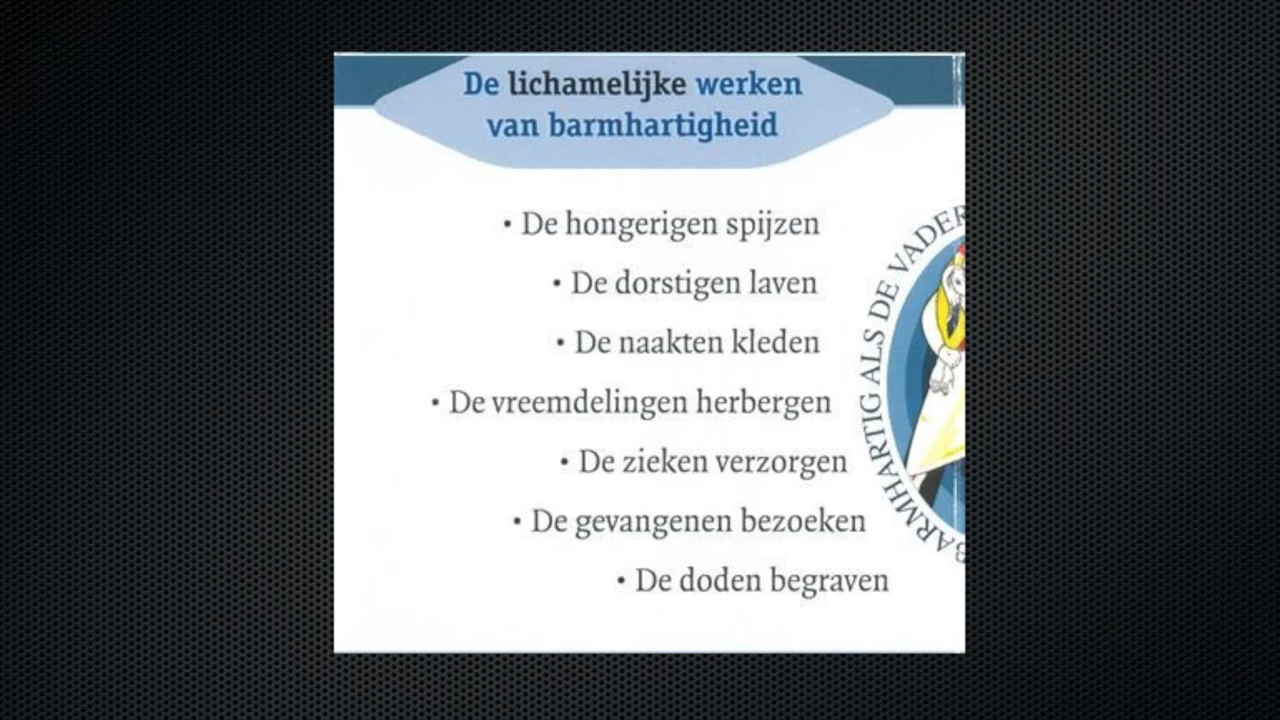 De lichamelijke werken
van barmhartigheid
• De hongerigen spijzen
• De dorstigen laven
• De naakten kleden
• De vreemdelingen herbergen
• De zieken verzorgen
• De gevangenen bezoeken
• De doden begraven
BARMHARTIG ALS DE VADER